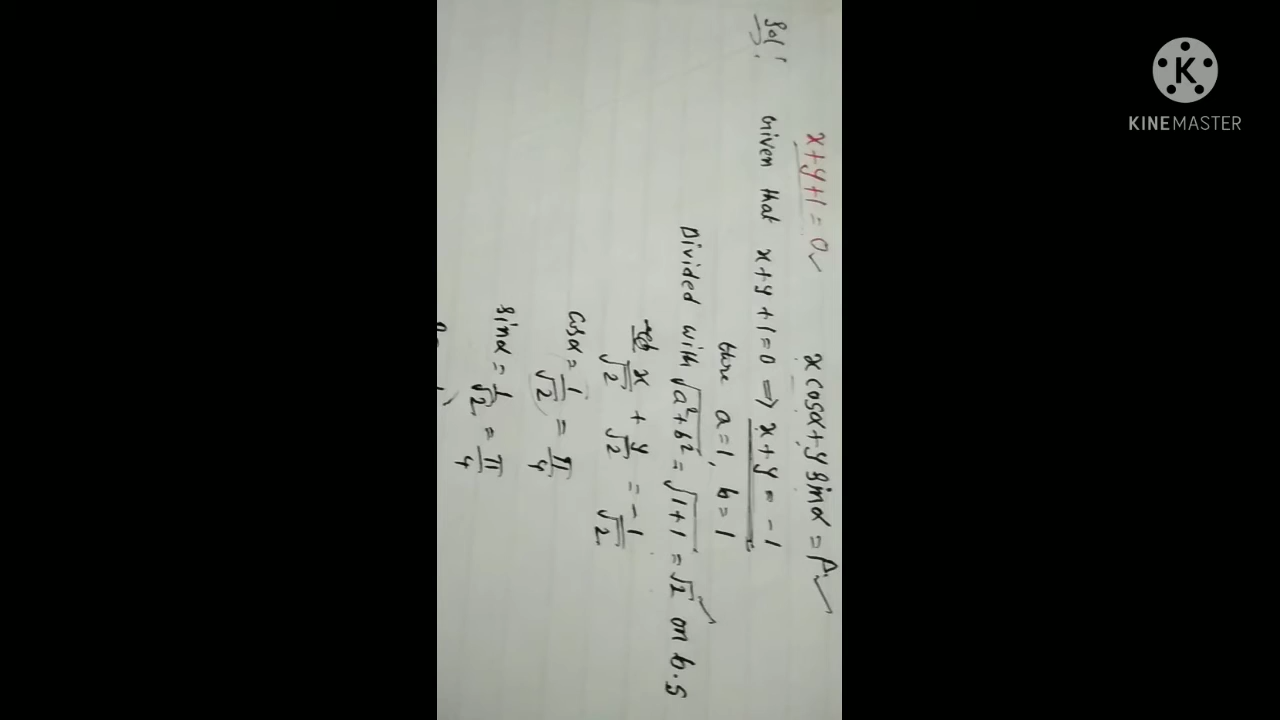 x+y+1=0 x cosα+y sinα=P
Sol:
Given that x+y+1=0 ⇒ x+y=-1
here a=1, b=1
Divided with √a²+b² = √1+1 = √2 on b.s
x/√2 + y/√2 = -1/√2
cosα = 1/√2 = π/4
sinα = 1/√2 = π/4
K
KINEMASTER